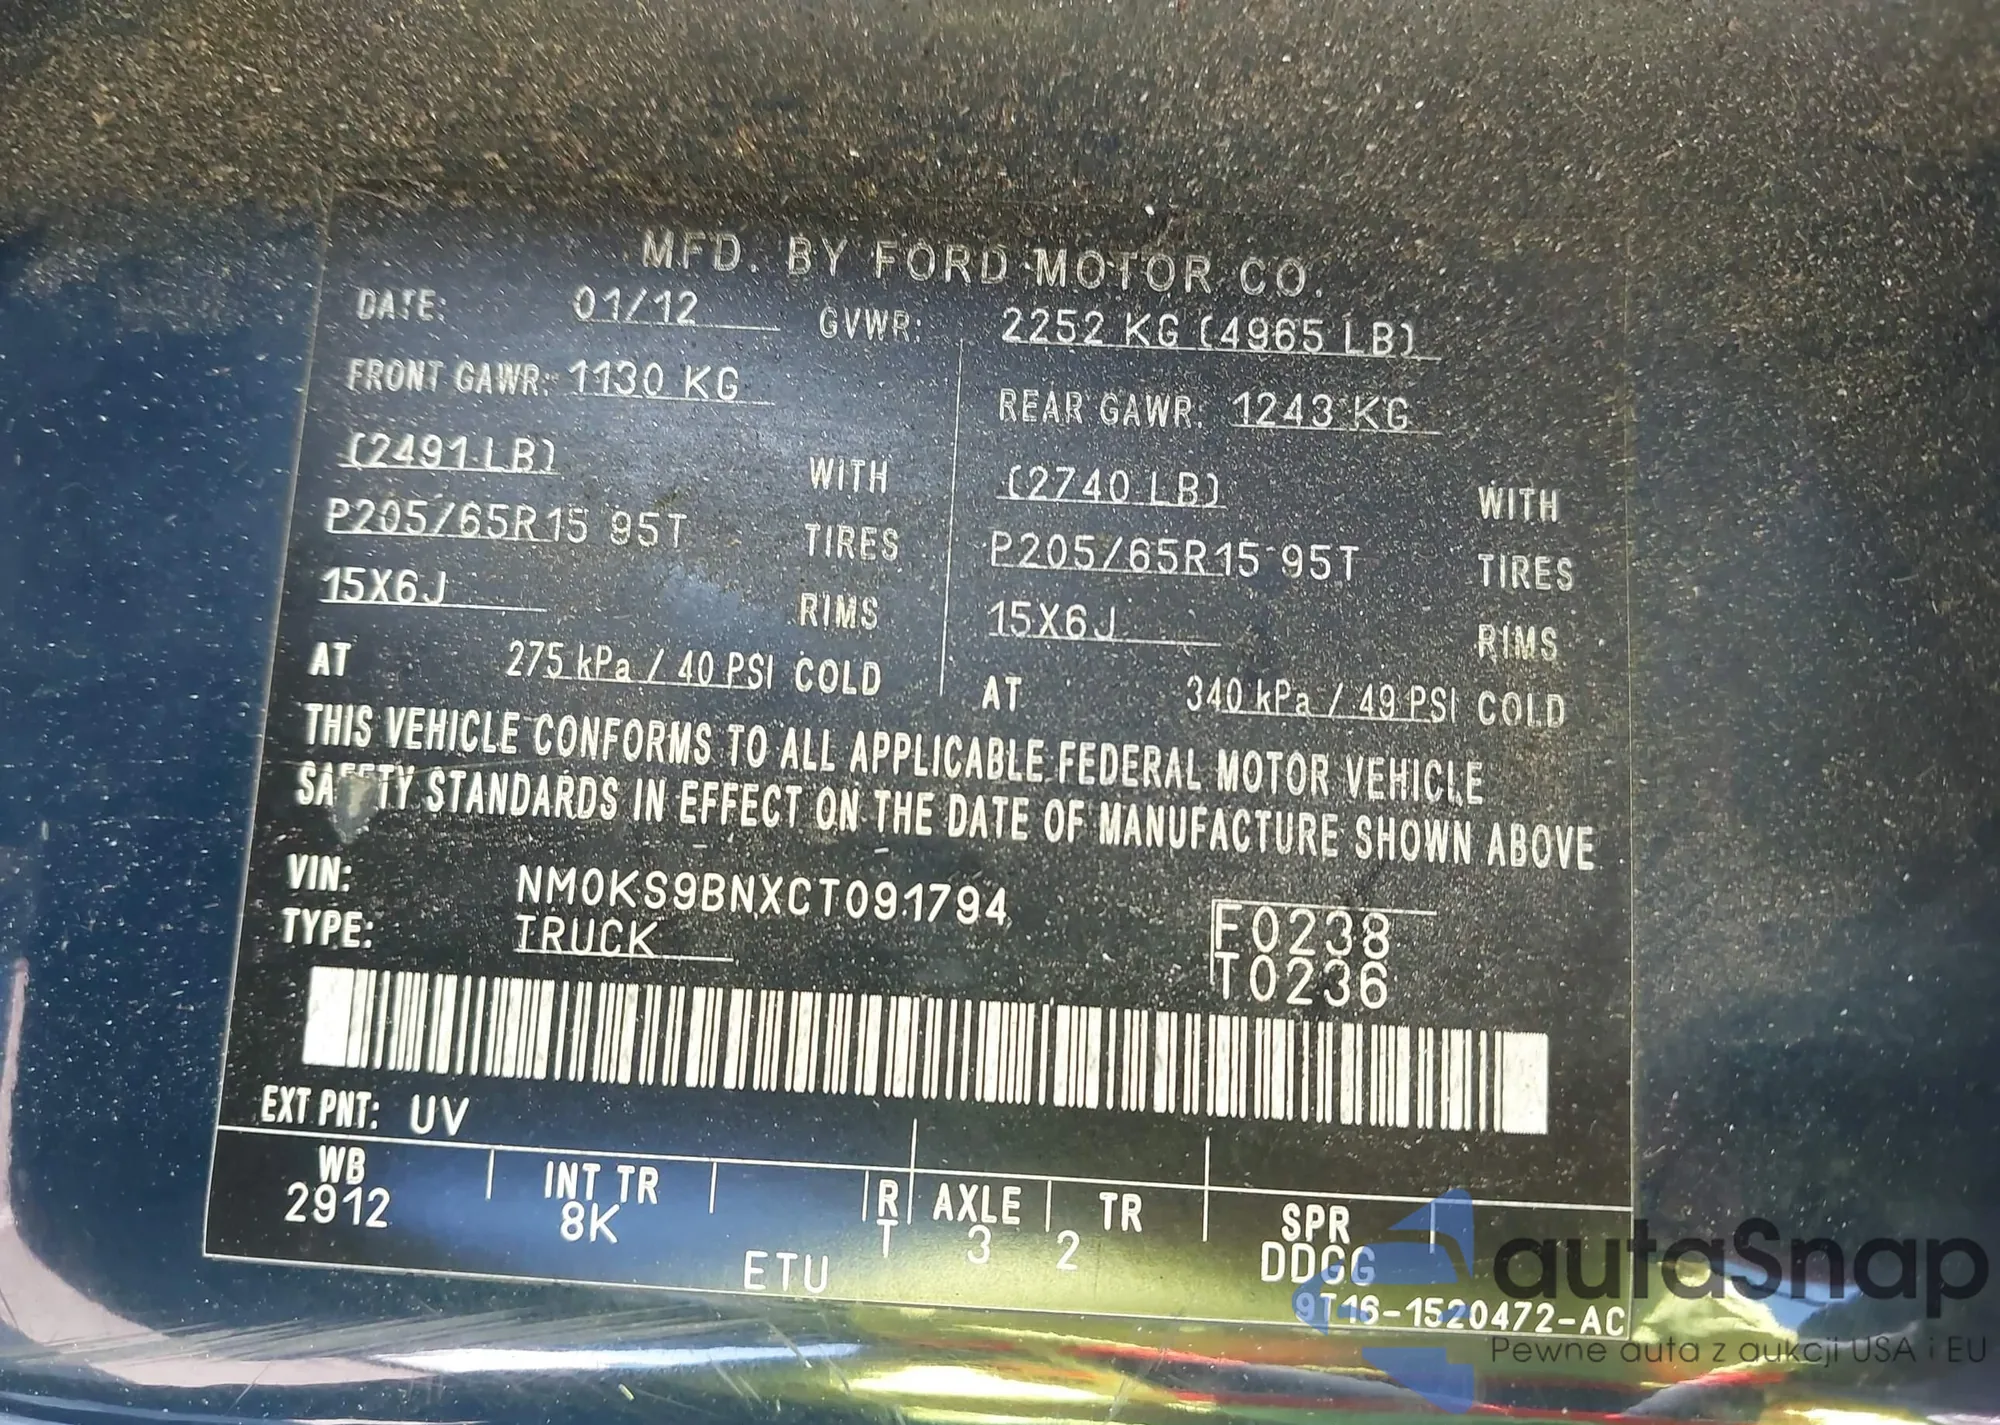 MFD. BY FORD MOTOR CO.
DATE: 01/12 GVWR: 2252 KG (4965 LB)
FRONT GAWR: 1130 KG REAR GAWR: 1243 KG
(2491 LB) WITH (2740 LB) WITH
P205/65R15 95T TIRES P205/65R15 95T TIRES
15X6J RIMS 15X6J RIMS
AT 275 kPa / 40 PSI COLD AT 340 kPa / 49 PSI COLD
THIS VEHICLE CONFORMS TO ALL APPLICABLE FEDERAL MOTOR VEHICLE
SAFETY STANDARDS IN EFFECT ON THE DATE OF MANUFACTURE SHOWN ABOVE
VIN: NM0KS9BNXCT091794 F0238
TYPE: TRUCK T0236
EXT PNT: UV
WB INT TR R AXLE TR SPR
2912 8K T 3 2 DDGG
ETU
9T16-1520472-AC
autaSnap
Pewne auta z aukcji USA i EU